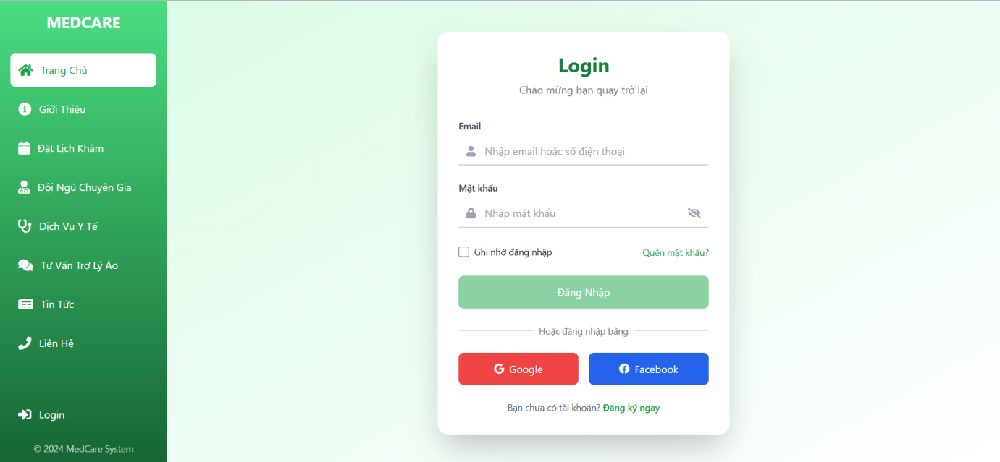 MEDCARE
Trang Chủ
Giới Thiệu
Đặt Lịch Khám
Đội Ngũ Chuyên Gia
Dịch Vụ Y Tế
Tư Vấn Trợ Lý Ảo
Tin Tức
Liên Hệ
Login
© 2024 MedCare System
Login
Chào mừng bạn quay trở lại
Email
Nhập email hoặc số điện thoại
Mật khẩu
Nhập mật khẩu
Ghi nhớ đăng nhập
Quên mật khẩu?
Đăng Nhập
Hoặc đăng nhập bằng
Google
Facebook
Bạn chưa có tài khoản? Đăng ký ngay